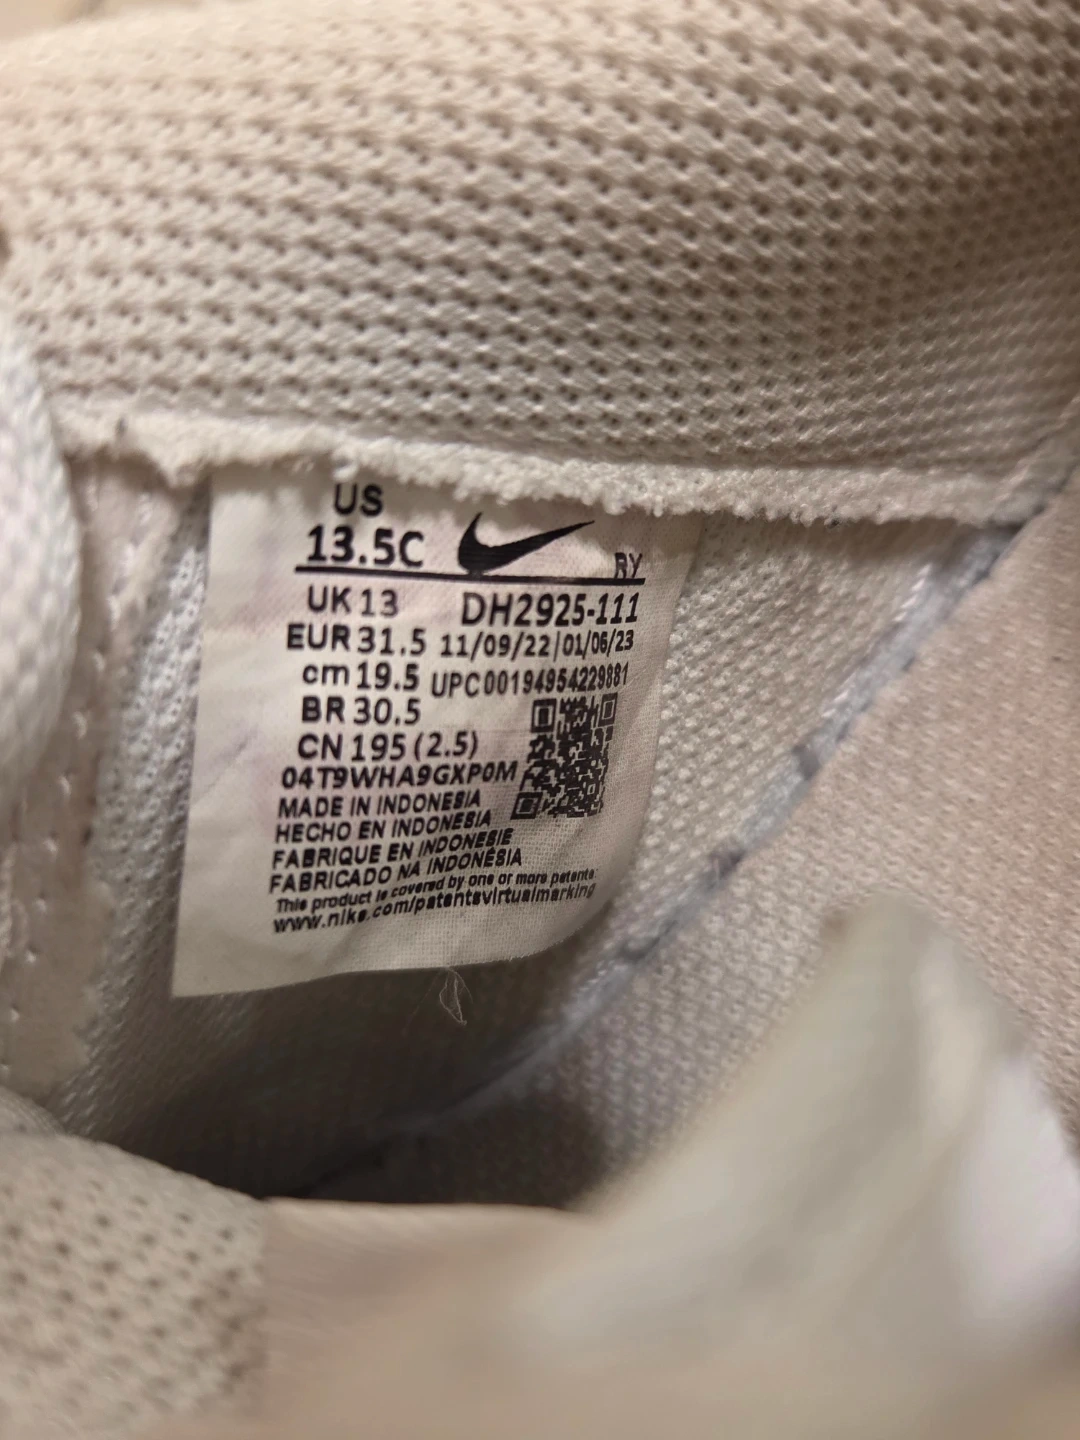 US
13.5C
RY
UK 13 DH2925-111
EUR 31.5 11/09/22|01/06/23
cm 19.5 UPC00194954229881
BR 30.5
CN 195 (2.5)
04T9WHA9GXP0M
MADE IN INDONESIA
HECHO EN INDONESIA
FABRIQUE EN INDONESIE
FABRICADO NA INDONÉSIA
This product is covered by one or more patents
www.nike.com/patentsvirtualmarking